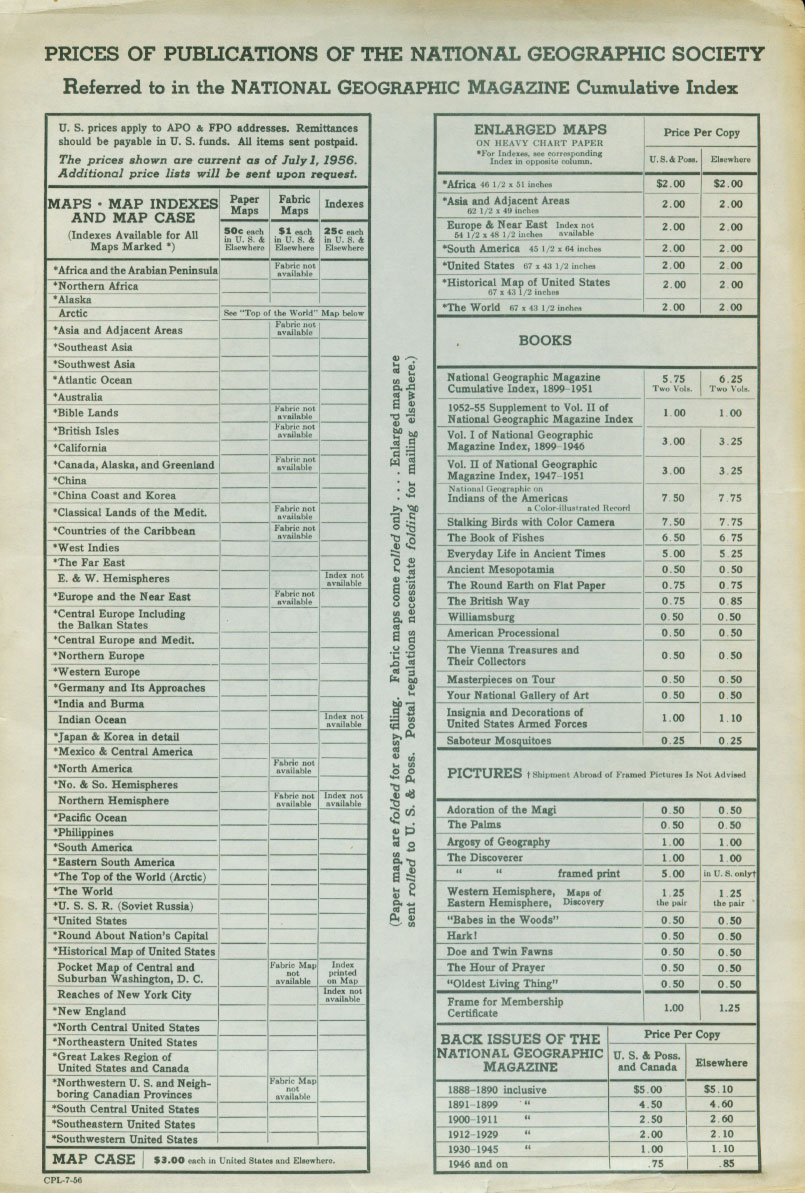 PRICES OF PUBLICATIONS OF THE NATIONAL GEOGRAPHIC SOCIETY
Referred to in the NATIONAL GEOGRAPHIC MAGAZINE Cumulative Index
U. S. prices apply to APO & FPO addresses. Remittances
should be payable in U. S. funds. All items sent postpaid.
The prices shown are current as of July 1, 1956.
Additional price lists will be sent upon request.
MAPS • MAP INDEXES
AND MAP CASE
(Indexes Available for All
Maps Marked *)
Paper
Maps
50c each
in U. S. &
Elsewhere
Fabric
Maps
$1 each
in U. S. &
Elsewhere
Indexes
25c each
in U. S. &
Elsewhere
*Africa and the Arabian Peninsula Fabric not available
*Northern Africa
*Alaska
Arctic See "Top of the World" Map below
*Asia and Adjacent Areas Fabric not available
*Southeast Asia
*Southwest Asia
*Atlantic Ocean
*Australia
*Bible Lands Fabric not available
*British Isles Fabric not available
*California
*Canada, Alaska, and Greenland Fabric not available
*China
*China Coast and Korea
*Classical Lands of the Medit. Fabric not available
*Countries of the Caribbean Fabric not available
*West Indies
*The Far East
E. & W. Hemispheres Index not available
*Europe and the Near East Fabric not available
*Central Europe Including
the Balkan States
*Central Europe and Medit.
*Northern Europe
*Western Europe
*Germany and Its Approaches
*India and Burma
Indian Ocean Index not available
*Japan & Korea in detail
*Mexico & Central America
*North America Fabric not available
*No. & So. Hemispheres
Northern Hemisphere Fabric not available Index not available
*Pacific Ocean
*Philippines
*South America
*Eastern South America
*The Top of the World (Arctic)
*The World
*U. S. S. R. (Soviet Russia)
*United States
*Round About Nation's Capital
*Historical Map of United States
Pocket Map of Central and
Suburban Washington, D. C. Fabric Map not available Index printed on Map
Reaches of New York City Index not available
*New England
*North Central United States
*Northeastern United States
*Great Lakes Region of
United States and Canada
*Northwestern U. S. and Neigh-
boring Canadian Provinces Fabric Map not available
*South Central United States
*Southeastern United States
*Southwestern United States
MAP CASE $3.00 each in United States and Elsewhere.
CPL-7-56
(Paper maps are folded for easy filing. Fabric maps come rolled only . . . . Enlarged maps are
sent rolled to U. S. & Poss. Postal regulations necessitate folding for mailing elsewhere.)
ENLARGED MAPS
ON HEAVY CHART PAPER
*For Indexes, see corresponding
Index in opposite column.
Price Per Copy
U. S. & Poss. Elsewhere
*Africa 46 1/2 x 51 inches $2.00 $2.00
*Asia and Adjacent Areas
62 1/2 x 49 inches 2.00 2.00
Europe & Near East Index not available
54 1/2 x 48 1/2 inches 2.00 2.00
*South America 45 1/2 x 64 inches 2.00 2.00
*United States 67 x 43 1/2 inches 2.00 2.00
*Historical Map of United States
67 x 43 1/2 inches 2.00 2.00
*The World 67 x 43 1/2 inches 2.00 2.00
BOOKS
National Geographic Magazine
Cumulative Index, 1899-1951 5.75 Two Vols. 6.25 Two Vols.
1952-55 Supplement to Vol. II of
National Geographic Magazine Index 1.00 1.00
Vol. I of National Geographic
Magazine Index, 1899-1946 3.00 3.25
Vol. II of National Geographic
Magazine Index, 1947-1951 3.00 3.25
National Geographic on
Indians of the Americas 7.50 7.75
a Color-illustrated Record
Stalking Birds with Color Camera 7.50 7.75
The Book of Fishes 6.50 6.75
Everyday Life in Ancient Times 5.00 5.25
Ancient Mesopotamia 0.50 0.50
The Round Earth on Flat Paper 0.75 0.75
The British Way 0.75 0.85
Williamsburg 0.50 0.50
American Processional 0.50 0.50
The Vienna Treasures and
Their Collectors 0.50 0.50
Masterpieces on Tour 0.50 0.50
Your National Gallery of Art 0.50 0.50
Insignia and Decorations of
United States Armed Forces 1.00 1.10
Saboteur Mosquitoes 0.25 0.25
PICTURES † Shipment Abroad of Framed Pictures Is Not Advised
Adoration of the Magi 0.50 0.50
The Palms 0.50 0.50
Argosy of Geography 1.00 1.00
The Discoverer 1.00 1.00
" " framed print 5.00 in U. S. only†
Western Hemisphere, Maps of 1.25 1.25
Eastern Hemisphere, Discovery the pair the pair
"Babes in the Woods" 0.50 0.50
Hark! 0.50 0.50
Doe and Twin Fawns 0.50 0.50
The Hour of Prayer 0.50 0.50
"Oldest Living Thing" 0.50 0.50
Frame for Membership
Certificate 1.00 1.25
BACK ISSUES OF THE
NATIONAL GEOGRAPHIC
MAGAZINE
Price Per Copy
U. S. & Poss.
and Canada
Elsewhere
1888-1890 inclusive $5.00 $5.10
1891-1899 " 4.50 4.60
1900-1911 " 2.50 2.60
1912-1929 " 2.00 2.10
1930-1945 " 1.00 1.10
1946 and on .75 .85